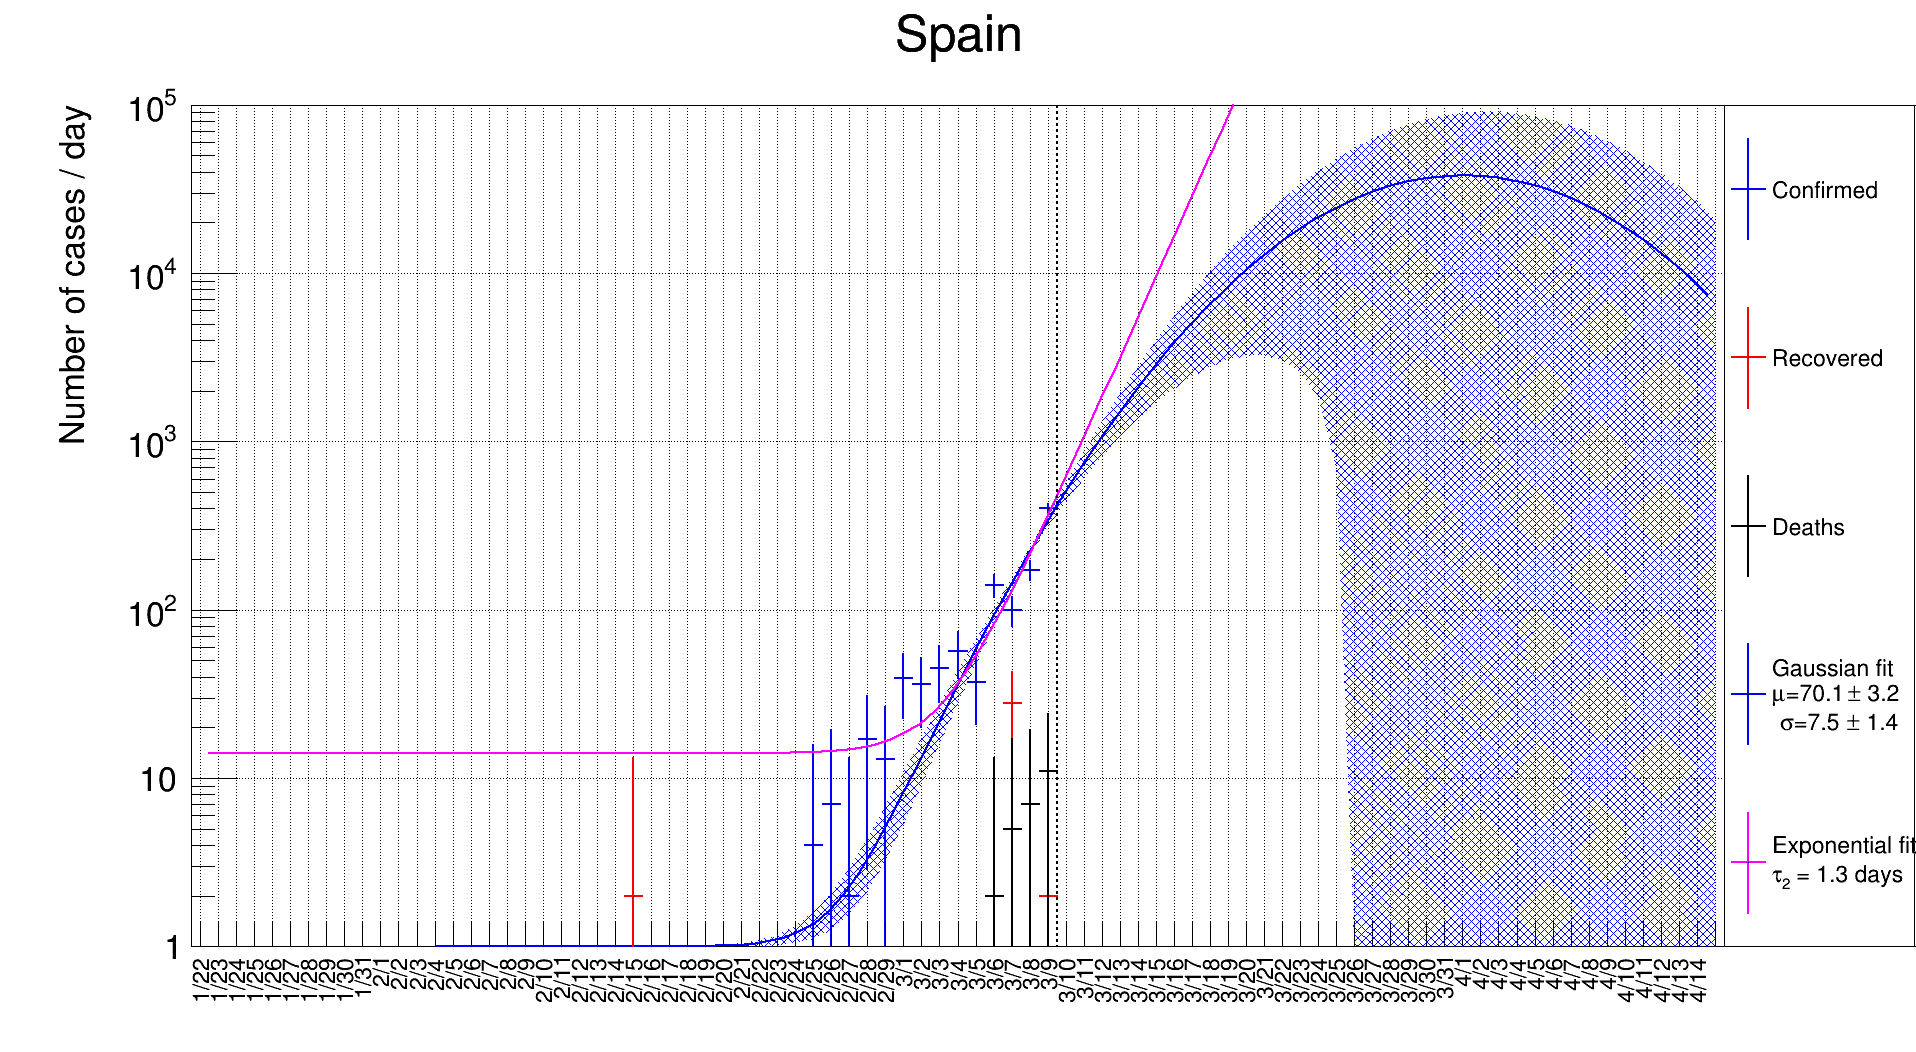 Spain
Number of cases / day
10^5
10^4
10^3
10^2
10
1
1/22 1/23 1/24 1/25 1/26 1/27 1/28 1/29 1/30 1/31 2/1 2/2 2/3 2/4 2/5 2/6 2/7 2/8 2/9 2/10 2/11 2/12 2/13 2/14 2/15 2/16 2/17 2/18 2/19 2/20 2/21 2/22 2/23 2/24 2/25 2/26 2/27 2/28 2/29 3/1 3/2 3/3 3/4 3/5 3/6 3/7 3/8 3/9 3/10 3/11 3/12 3/13 3/14 3/15 3/16 3/17 3/18 3/19 3/20 3/21 3/22 3/23 3/24 3/25 3/26 3/27 3/28 3/29 3/30 3/31 4/1 4/2 4/3 4/4 4/5 4/6 4/7 4/8 4/9 4/10 4/11 4/12 4/13 4/14
Confirmed
Recovered
Deaths
Gaussian fit
μ=70.1 ± 3.2
σ=7.5 ± 1.4
Exponential fit
τ₂ = 1.3 days